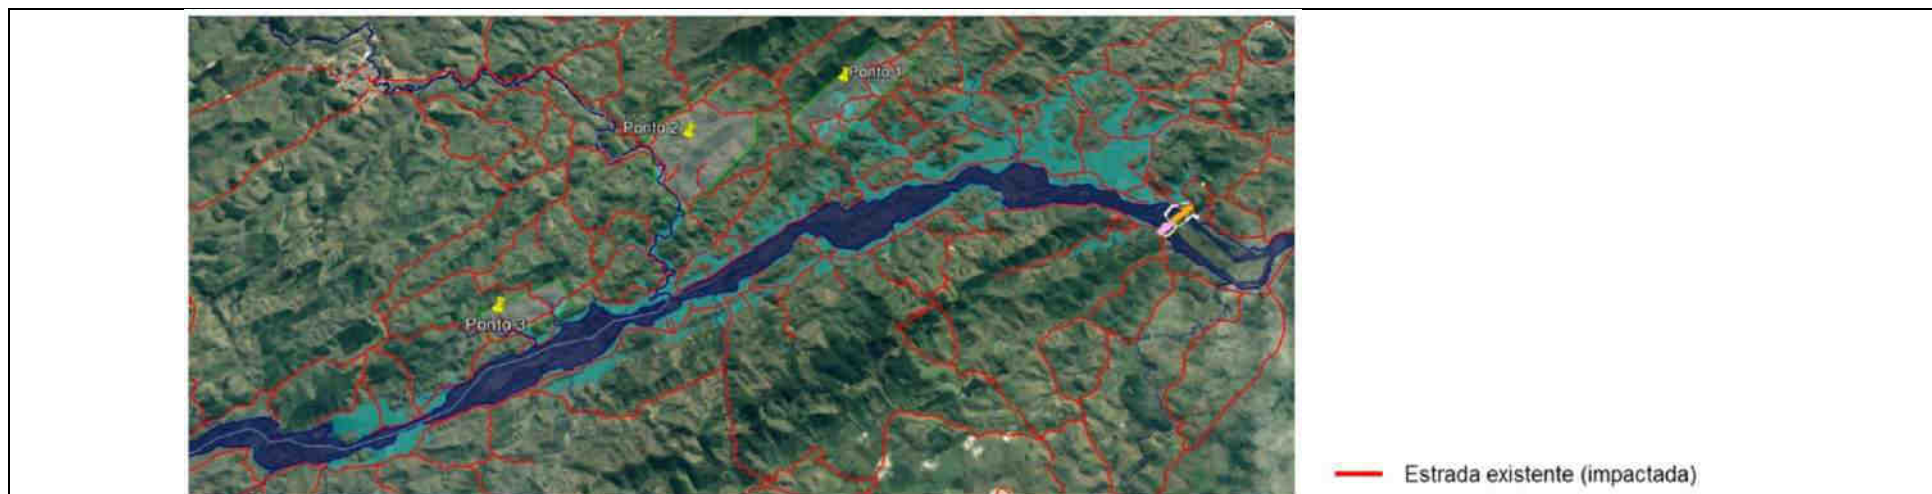 Ponto 1
Ponto 2
Ponto 3
Estrada existente (impactada)